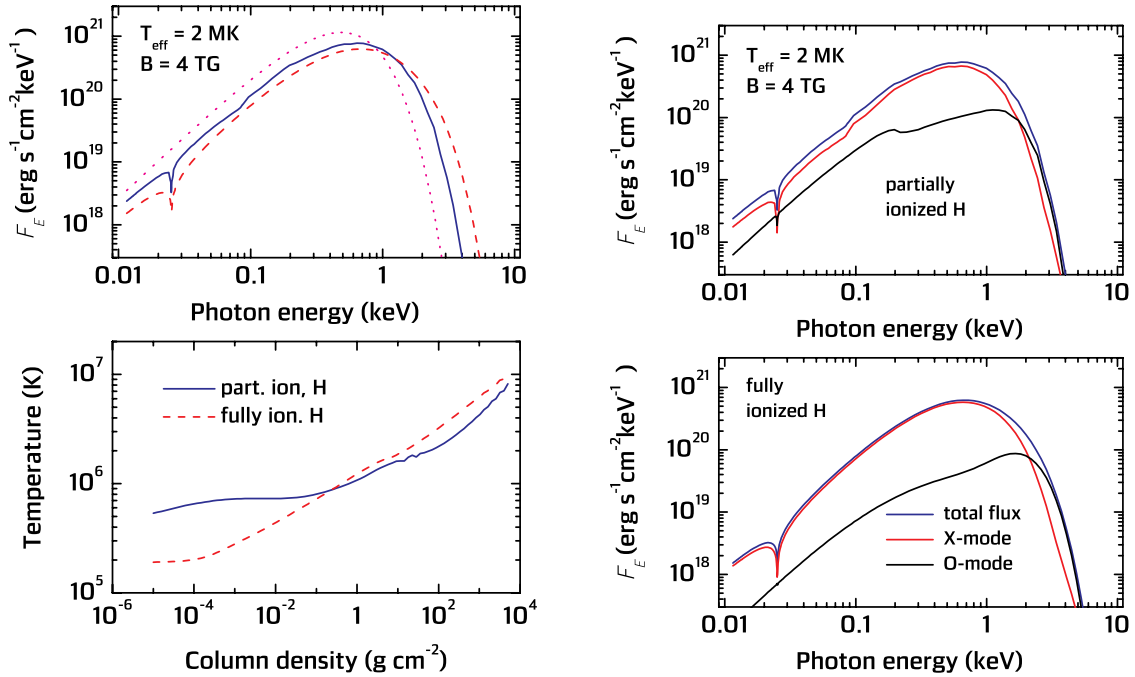 T_eff = 2 MK
B = 4 TG
10^21
10^20
10^19
10^18
F_E (erg s^-1 cm^-2 keV^-1)
0.01
0.1
1
10
Photon energy (keV)
T_eff = 2 MK
B = 4 TG
10^21
10^20
10^19
10^18
F_E (erg s^-1 cm^-2 keV^-1)
partially
ionized H
0.01
0.1
1
10
Photon energy (keV)
10^7
10^6
10^5
Temperature (K)
part. ion, H
fully ion. H
10^-6
10^-4
10^-2
1
10^2
10^4
Column density (g cm^-2)
fully
ionized H
10^21
10^20
10^19
10^18
F_E (erg s^-1 cm^-2 keV^-1)
total flux
X-mode
O-mode
0.01
0.1
1
10
Photon energy (keV)